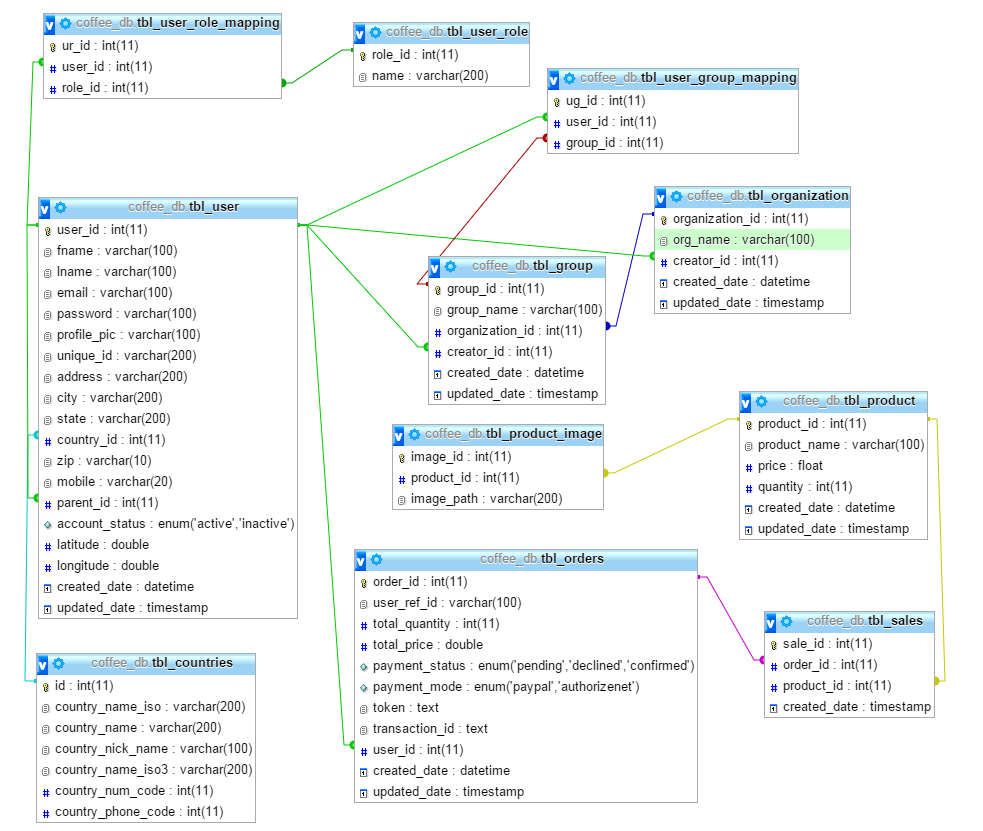 coffee_db.tbl_user_role_mapping
ur_id : int(11)
user_id : int(11)
role_id : int(11)
coffee_db.tbl_user_role
role_id : int(11)
name : varchar(200)
coffee_db.tbl_user_group_mapping
ug_id : int(11)
user_id : int(11)
group_id : int(11)
coffee_db.tbl_user
user_id : int(11)
fname : varchar(100)
lname : varchar(100)
email : varchar(100)
password : varchar(100)
profile_pic : varchar(100)
unique_id : varchar(200)
address : varchar(200)
city : varchar(200)
state : varchar(200)
country_id : int(11)
zip : varchar(10)
mobile : varchar(20)
parent_id : int(11)
account_status : enum('active','inactive')
latitude : double
longitude : double
created_date : datetime
updated_date : timestamp
coffee_db.tbl_organization
organization_id : int(11)
org_name : varchar(100)
creator_id : int(11)
created_date : datetime
updated_date : timestamp
coffee_db.tbl_group
group_id : int(11)
group_name : varchar(100)
organization_id : int(11)
creator_id : int(11)
created_date : datetime
updated_date : timestamp
coffee_db.tbl_product_image
image_id : int(11)
product_id : int(11)
image_path : varchar(200)
coffee_db.tbl_product
product_id : int(11)
product_name : varchar(100)
price : float
quantity : int(11)
created_date : datetime
updated_date : timestamp
coffee_db.tbl_orders
order_id : int(11)
user_ref_id : varchar(100)
total_quantity : int(11)
total_price : double
payment_status : enum('pending','declined','confirmed')
payment_mode : enum('paypal','authorizenet')
token : text
transaction_id : text
user_id : int(11)
created_date : datetime
updated_date : timestamp
coffee_db.tbl_sales
sale_id : int(11)
order_id : int(11)
product_id : int(11)
created_date : timestamp
coffee_db.tbl_countries
id : int(11)
country_name_iso : varchar(200)
country_name : varchar(200)
country_nick_name : varchar(100)
country_name_iso3 : varchar(200)
country_num_code : int(11)
country_phone_code : int(11)